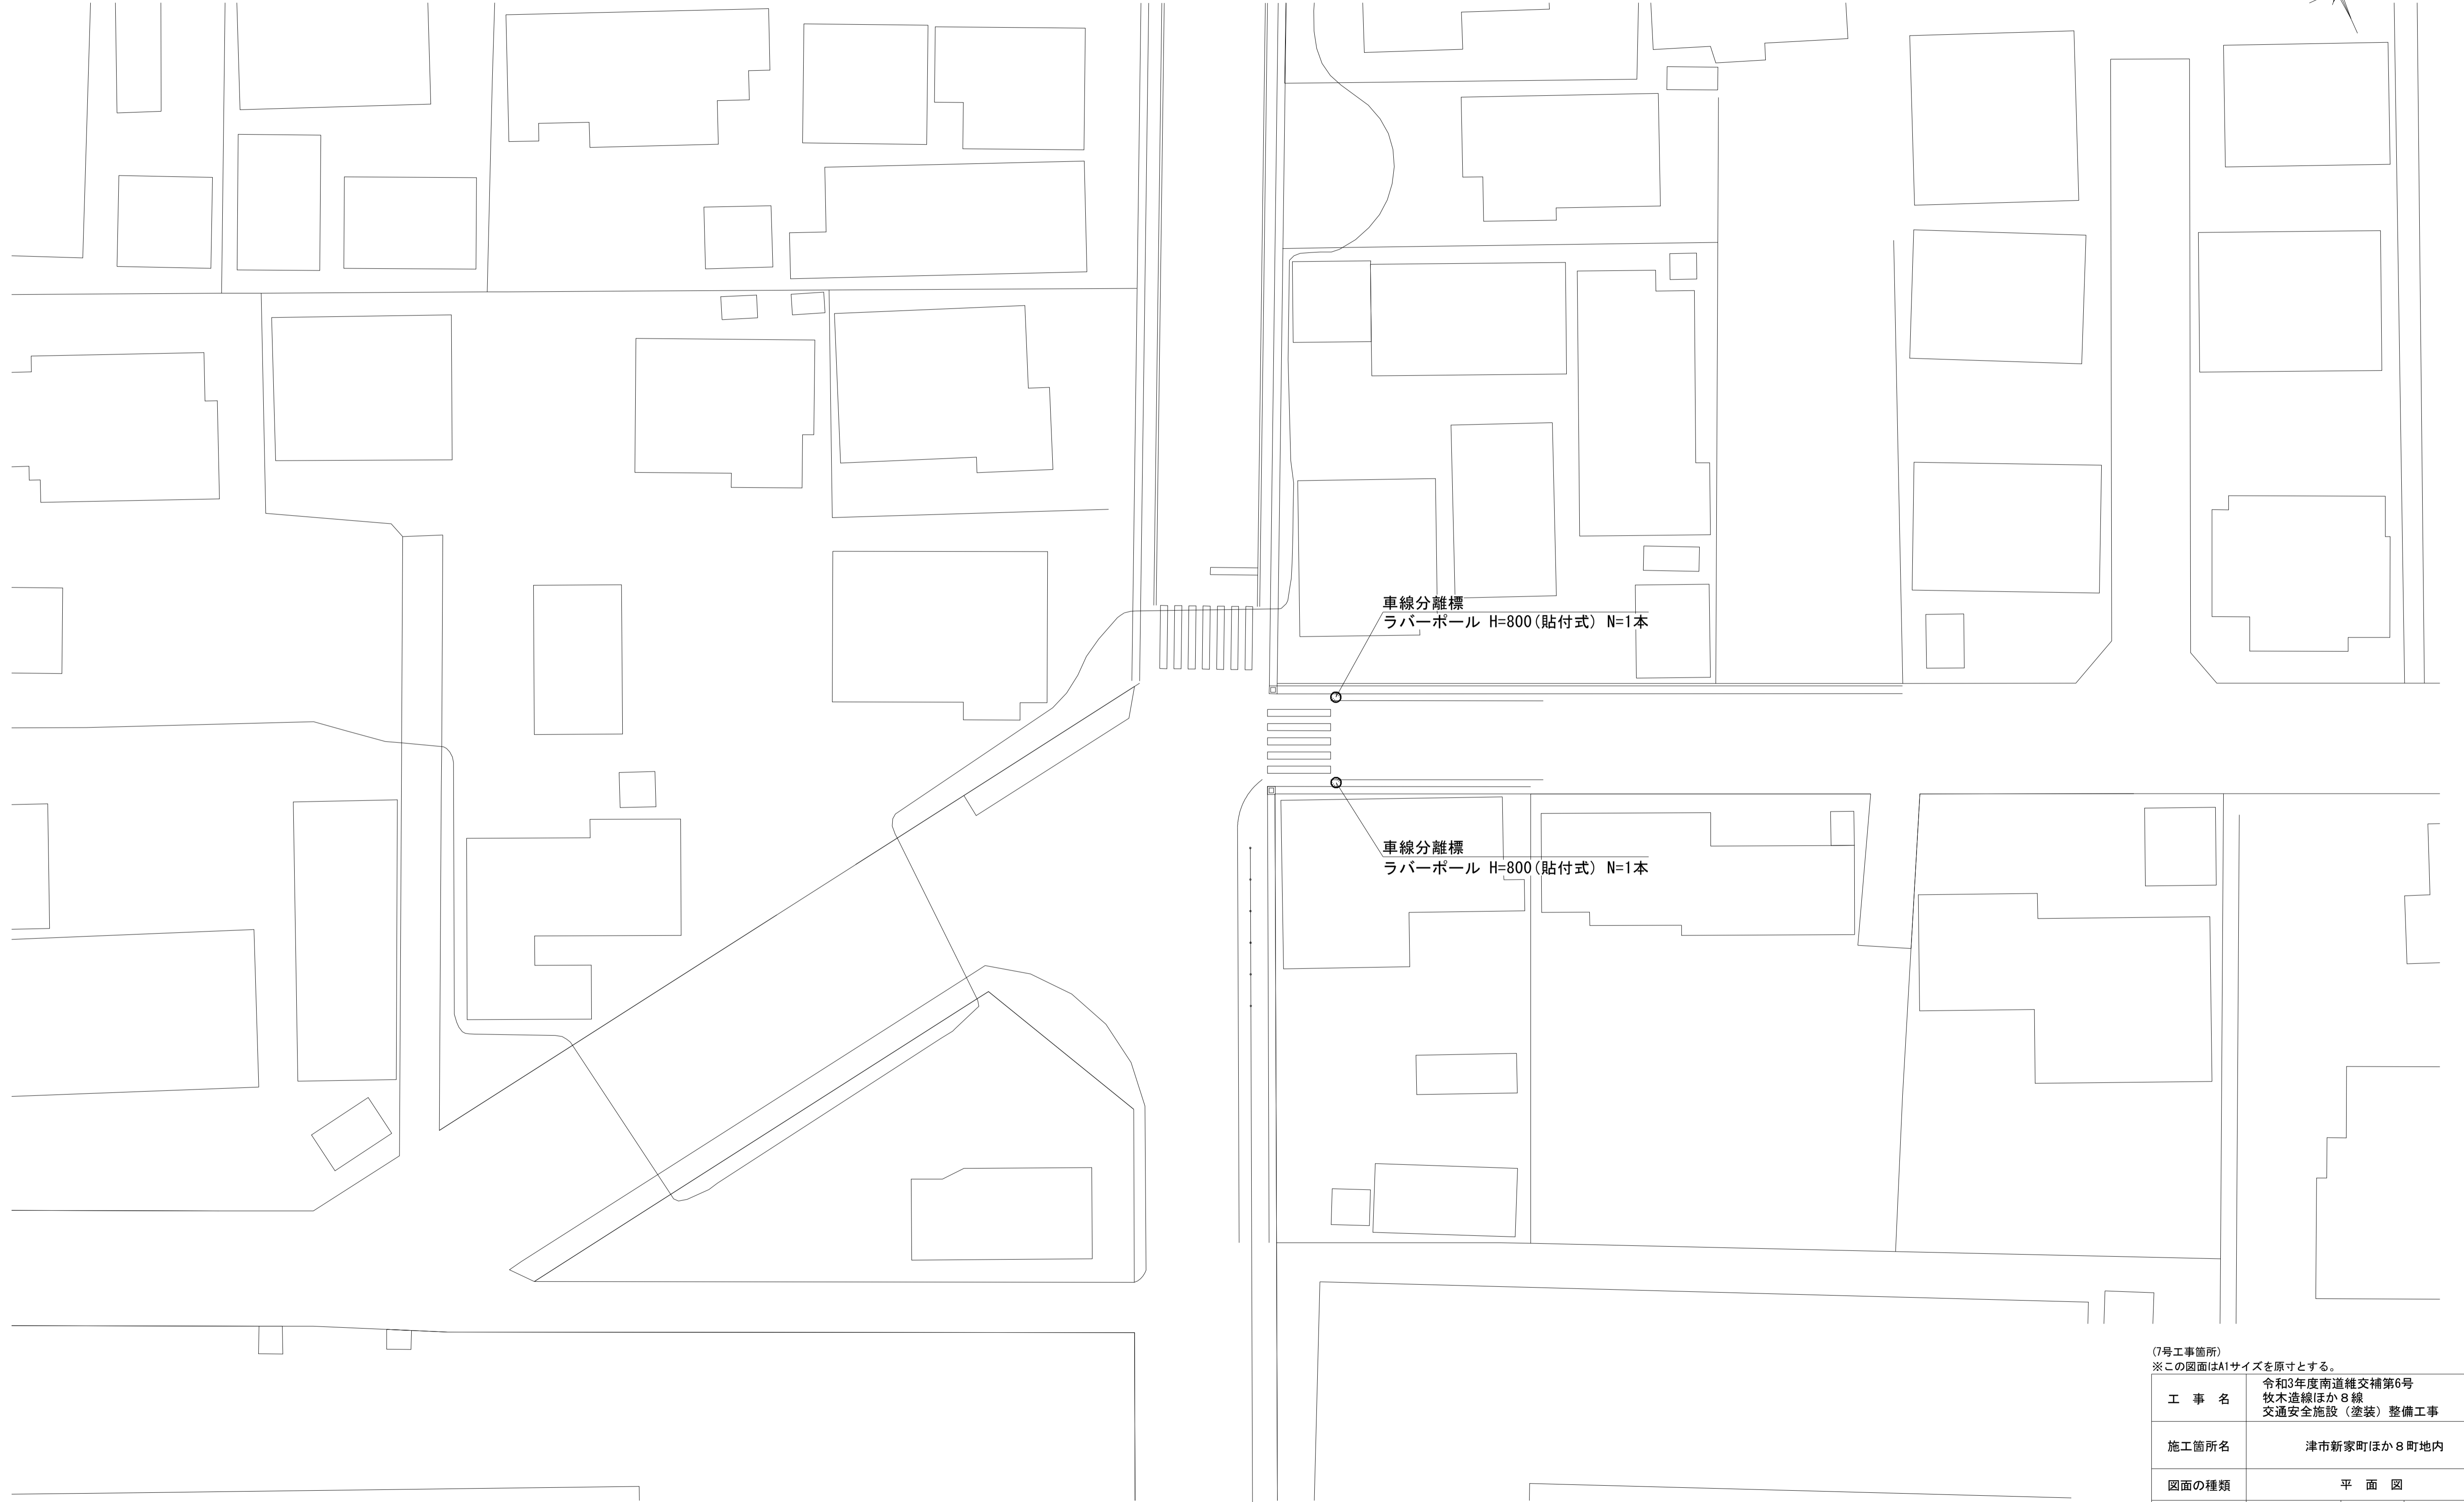 車線分離標
ラバーポール H=800(貼付式) N=1本
車線分離標
ラバーポール H=800(貼付式) N=1本
(7号工事箇所)
※この図面はA1サイズを原寸とする。
工 事 名
令和3年度南道維交補第6号
牧木造線ほか8線
交通安全施設（塗装）整備工事
施工箇所名
津市新家町ほか8町地内
図面の種類
平 面 図